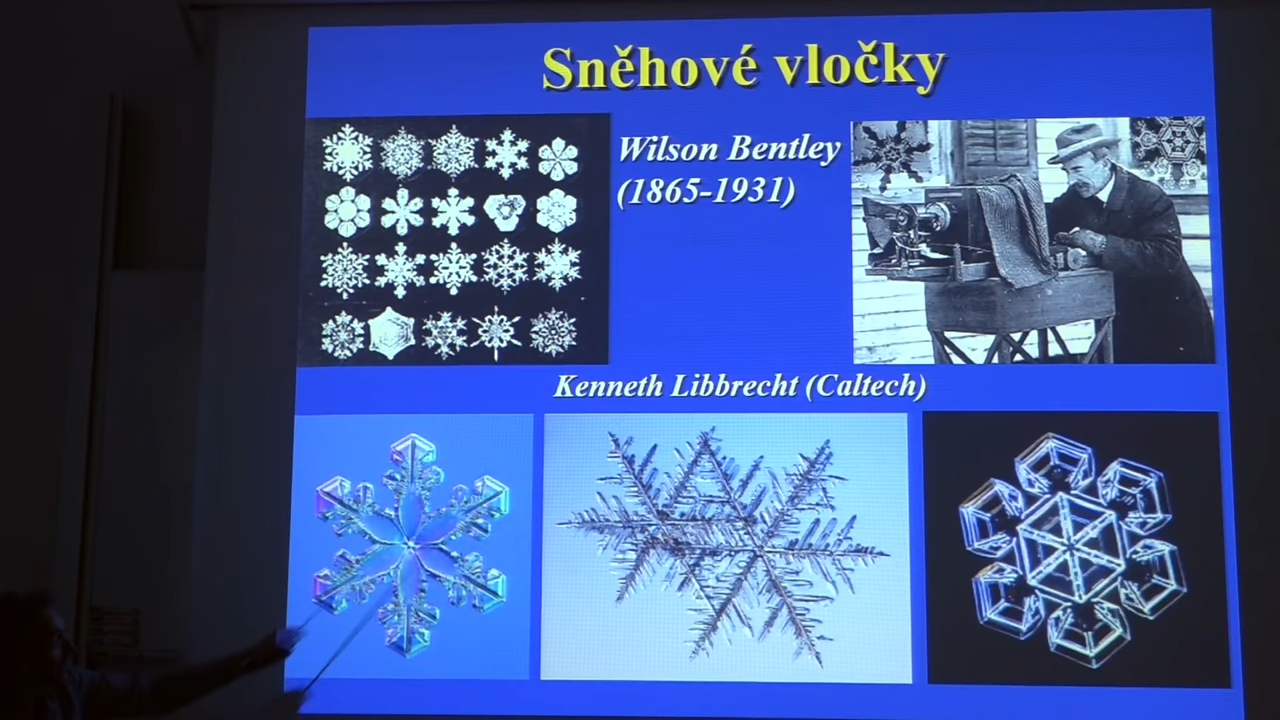 Sněhové vločky
Wilson Bentley
(1865-1931)
Kenneth Libbrecht (Caltech)